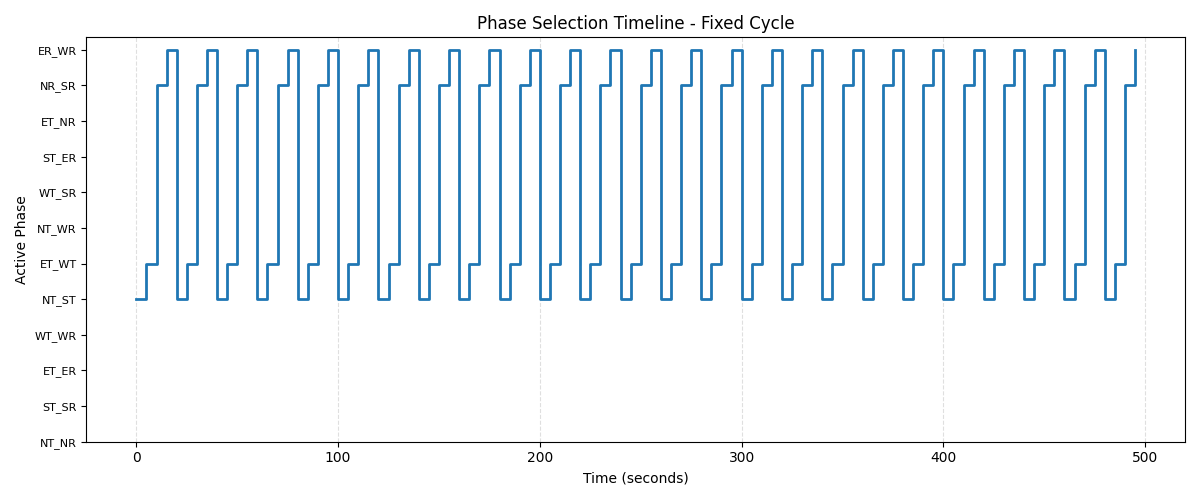 Phase Selection Timeline - Fixed Cycle
Active Phase
ER_WR
NR_SR
ET_NR
ST_ER
WT_SR
NT_WR
ET_WT
NT_ST
WT_WR
ET_ER
ST_SR
NT_NR
0 100 200 300 400 500
Time (seconds)